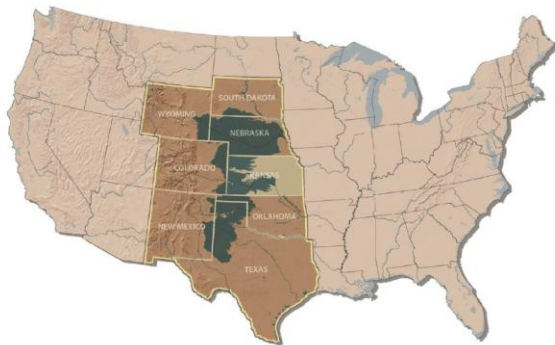 SOUTH DAKOTA
WYOMING
NEBRASKA
COLORADO
KANSAS
OKLAHOMA
NEW MEXICO
TEXAS